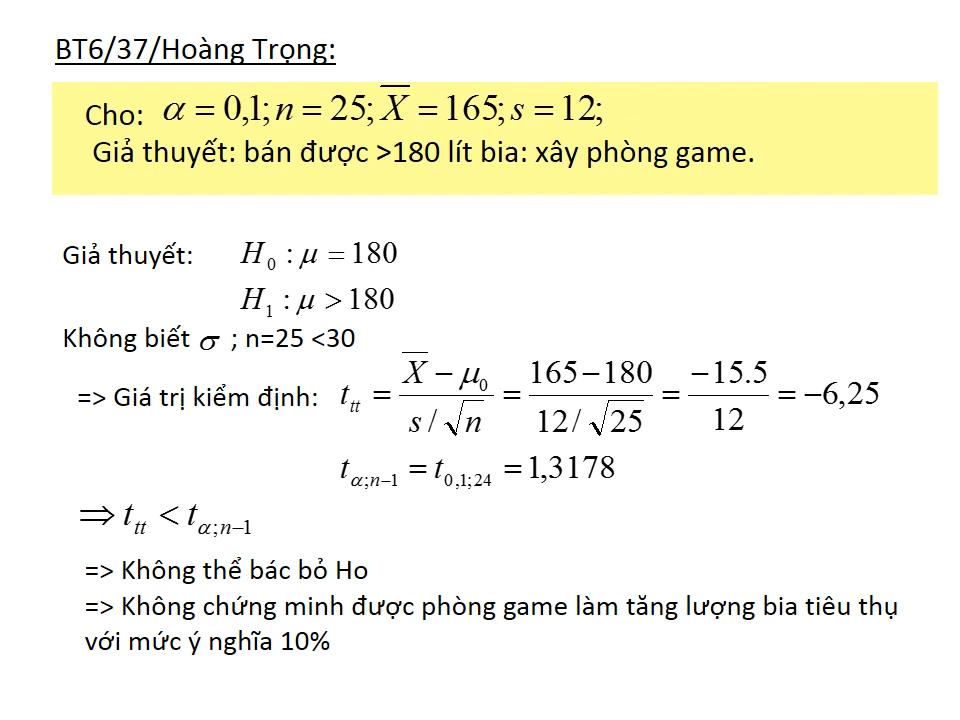 BT6/37/Hoàng Trọng:
Cho: α = 0,1; n = 25; X̄ = 165; s = 12;
Giả thuyết: bán được >180 lít bia: xây phòng game.
Giả thuyết: H₀ : μ = 180
H₁ : μ > 180
Không biết σ ; n=25 <30
=> Giá trị kiểm định: t_tt = (X̄ − μ₀) / (s / √n) = (165 − 180) / (12 / √25) = (−15.5) / 12 = −6,25
t_α;n−1 = t_0,1;24 = 1,3178
⇒ t_tt < t_α;n−1
=> Không thể bác bỏ Ho
=> Không chứng minh được phòng game làm tăng lượng bia tiêu thụ
với mức ý nghĩa 10%